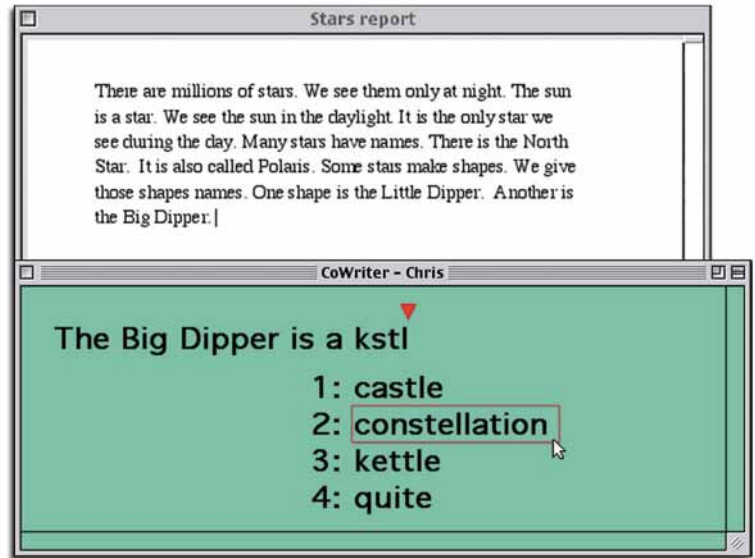 Stars report
There are millions of stars. We see them only at night. The sun
is a star. We see the sun in the daylight. It is the only star we
see during the day. Many stars have names. There is the North
Star. It is also called Polaris. Some stars make shapes. We give
those shapes names. One shape is the Little Dipper. Another is
the Big Dipper.
CoWriter - Chris
The Big Dipper is a kstl
1: castle
2: constellation
3: kettle
4: quite